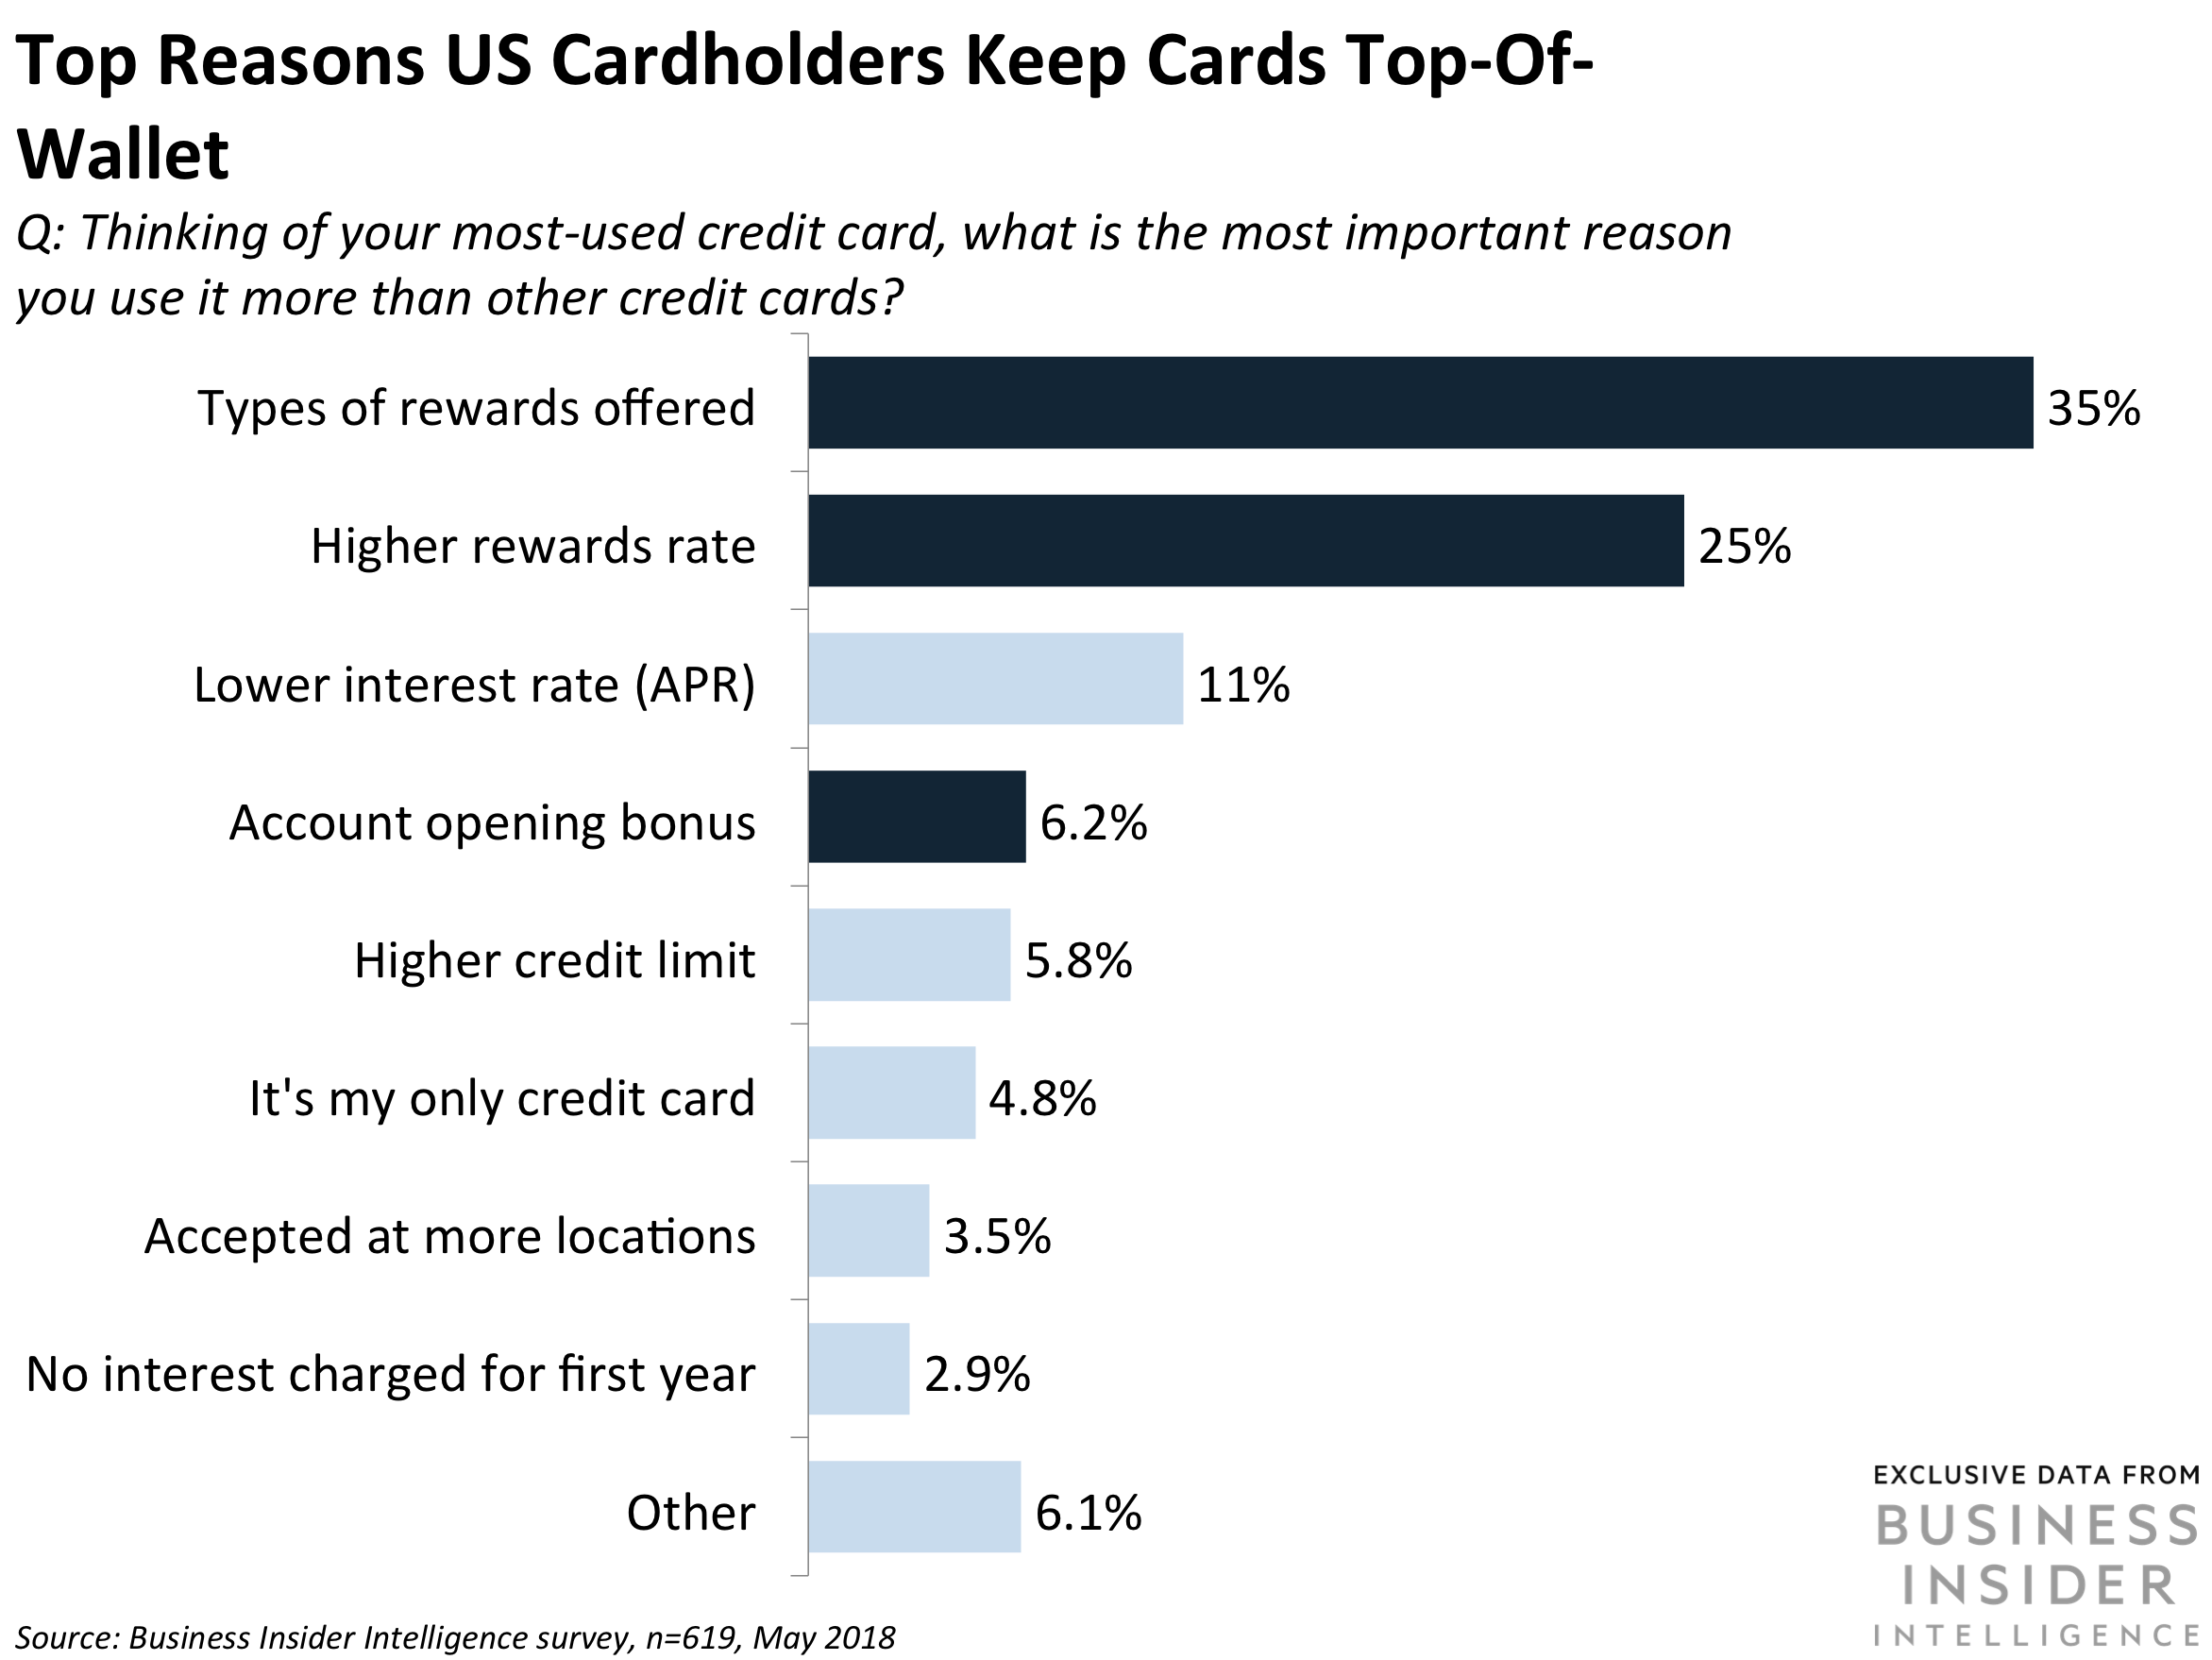 Top Reasons US Cardholders Keep Cards Top-Of-
Wallet
Q: Thinking of your most-used credit card, what is the most important reason
you use it more than other credit cards?
Types of rewards offered 35%
Higher rewards rate 25%
Lower interest rate (APR) 11%
Account opening bonus 6.2%
Higher credit limit 5.8%
It's my only credit card 4.8%
Accepted at more locations 3.5%
No interest charged for first year 2.9%
Other 6.1%
EXCLUSIVE DATA FROM
BUSINESS
INSIDER
INTELLIGENCE
Source: Business Insider Intelligence survey, n=619, May 2018